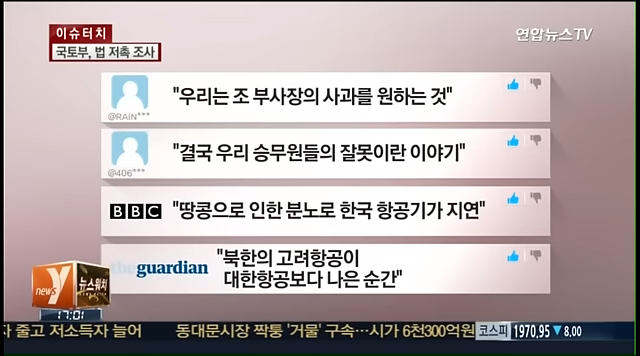 이슈터치
연합뉴스TV
국토부, 법 저촉 조사
"우리는 조 부사장의 사과를 원하는 것"
@RAIN***
"결국 우리 승무원들의 잘못이란 이야기"
@406***
BBC
"땅콩으로 인한 분노로 한국 항공기가 지연"
theguardian
"북한의 고려항공이
대한항공보다 나은 순간"
news Y
뉴스워치
17:01
자 줄고 저소득자 늘어 동대문시장 짝퉁 '거물' 구속…시가 6천300억원 코스피 1970,95 ▼ 8.00